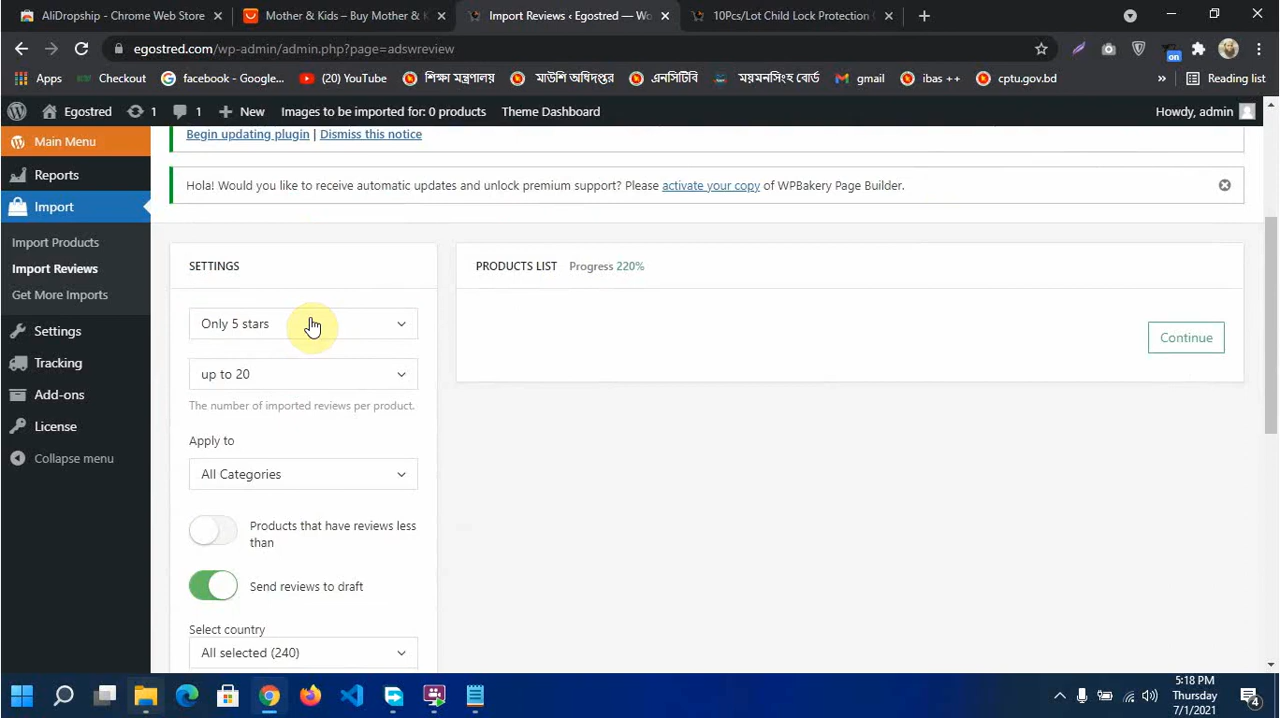 AliDropship - Chrome Web Store
Mother & Kids – Buy Mother & K
Import Reviews ‹ Egostred — Wo
10Pcs/Lot Child Lock Protection
egostred.com/wp-admin/admin.php?page=adswreview
on
Apps
Checkout
facebook - Google...
(20) YouTube
শিক্ষা মন্ত্রণালয়
মাউশি অধিদপ্তর
এনসিটিবি
ময়মনসিংহ বোর্ড
gmail
ibas ++
cptu.gov.bd
»
Reading list
Egostred
1
1
New
Images to be imported for: 0 products
Theme Dashboard
Howdy, admin
Main Menu
Reports
Import
Import Products
Import Reviews
Get More Imports
Settings
Tracking
Add-ons
License
Collapse menu
Begin updating plugin | Dismiss this notice
Hola! Would you like to receive automatic updates and unlock premium support? Please activate your copy of WPBakery Page Builder.
SETTINGS
Only 5 stars
up to 20
The number of imported reviews per product.
Apply to
All Categories
Products that have reviews less
than
Send reviews to draft
Select country
All selected (240)
PRODUCTS LIST Progress 220%
Continue
5:18 PM
Thursday
7/1/2021
4